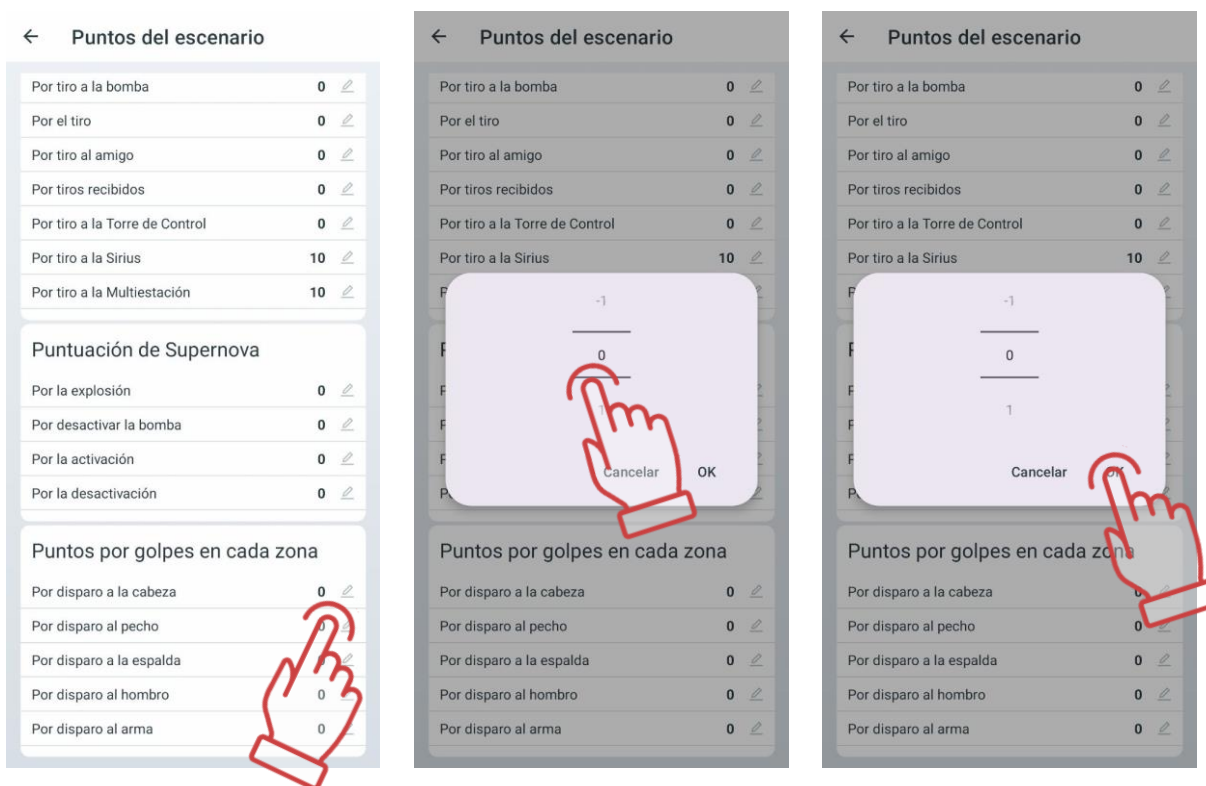 Puntos del escenario
Por tiro a la bomba 0
Por el tiro 0
Por tiro al amigo 0
Por tiros recibidos 0
Por tiro a la Torre de Control 0
Por tiro a la Sirius 10
Por tiro a la Multiestación 10
Puntuación de Supernova
Por la explosión 0
Por desactivar la bomba 0
Por la activación 0
Por la desactivación 0
Puntos por golpes en cada zona
Por disparo a la cabeza 0
Por disparo al pecho 0
Por disparo a la espalda 0
Por disparo al hombro 0
Por disparo al arma 0
Puntos del escenario
Por tiro a la bomba 0
Por el tiro 0
Por tiro al amigo 0
Por tiros recibidos 0
Por tiro a la Torre de Control 0
Por tiro a la Sirius 10
-1
0
1
Cancelar OK
Puntos por golpes en cada zona
Por disparo a la cabeza 0
Por disparo al pecho 0
Por disparo a la espalda 0
Por disparo al hombro 0
Por disparo al arma 0
Puntos del escenario
Por tiro a la bomba 0
Por el tiro 0
Por tiro al amigo 0
Por tiros recibidos 0
Por tiro a la Torre de Control 0
Por tiro a la Sirius 10
-1
0
1
Cancelar OK
Puntos por golpes en cada zona
Por disparo a la cabeza 0
Por disparo al pecho 0
Por disparo a la espalda 0
Por disparo al hombro 0
Por disparo al arma 0